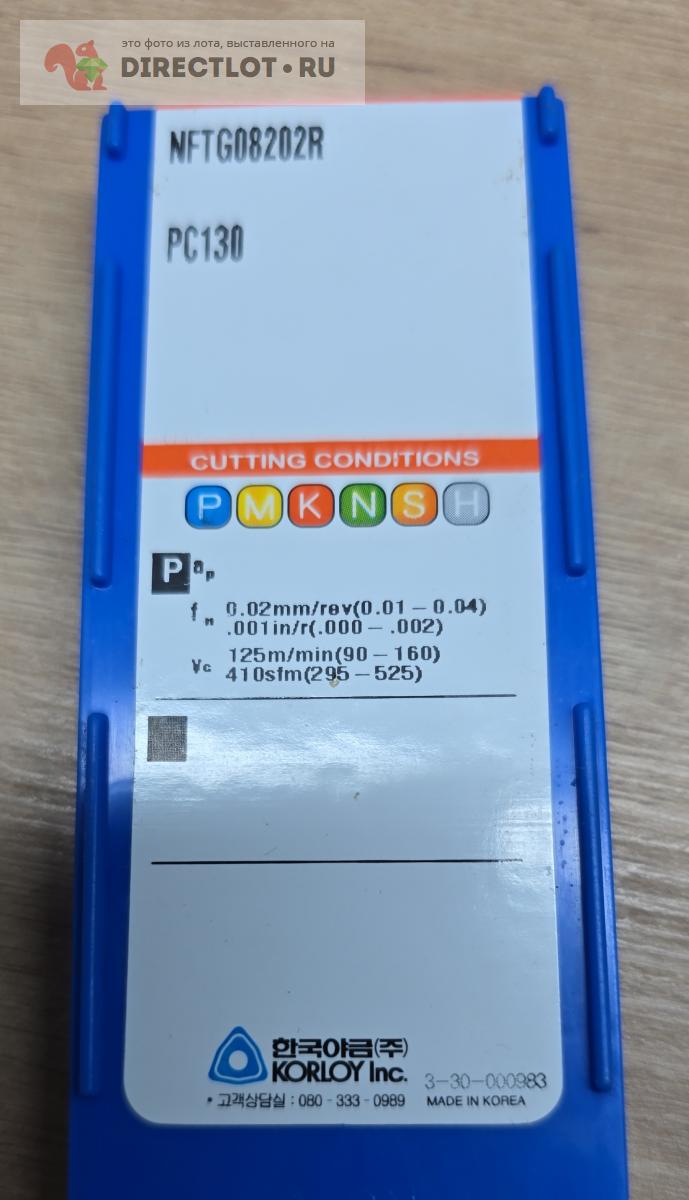 это фото из лота, выставленного на
DIRECTLOT•RU
NFTG08202R
PC130
CUTTING CONDITIONS
P M K N S H
P ap
fn 0.02mm/rev(0.01 – 0.04)
.001in/r(.000 – .002)
Vc 125m/min(90 – 160)
410sfm(295 – 525)
한국야금(주)
KORLOY Inc.
3-30-000983
• 고객상담실 : 080 - 333 - 0989 MADE IN KOREA